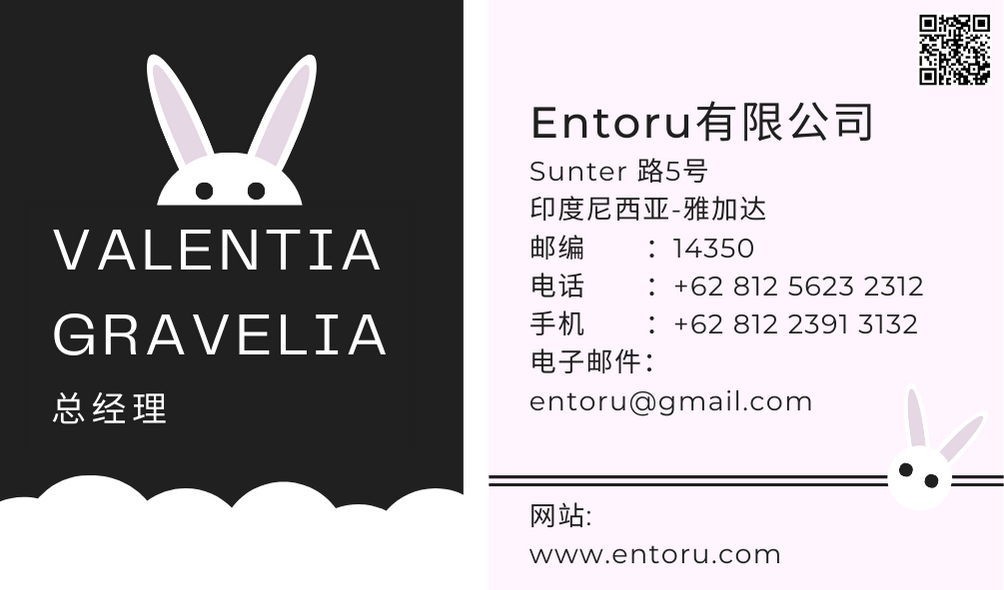 VALENTIA
GRAVELIA
总经理
Entoru有限公司
Sunter 路5号
印度尼西亚-雅加达
邮编 ：14350
电话 ：+62 812 5623 2312
手机 ：+62 812 2391 3132
电子邮件：
entoru@gmail.com
网站:
www.entoru.com